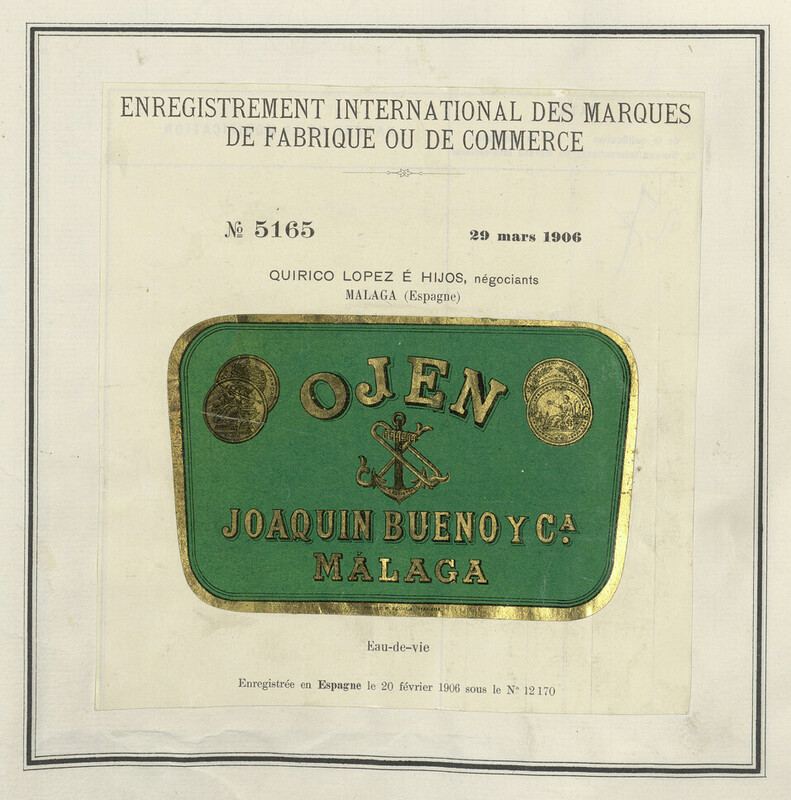 ENREGISTREMENT INTERNATIONAL DES MARQUES
DE FABRIQUE OU DE COMMERCE
№ 5165
29 mars 1906
QUIRICO LOPEZ É HIJOS, négociants
MALAGA (Espagne)
OJEN
JOAQUIN BUENO Y Cª.
MÁLAGA
Eau-de-vie
Enregistrée en Espagne le 20 février 1906 sous le Nº 12170